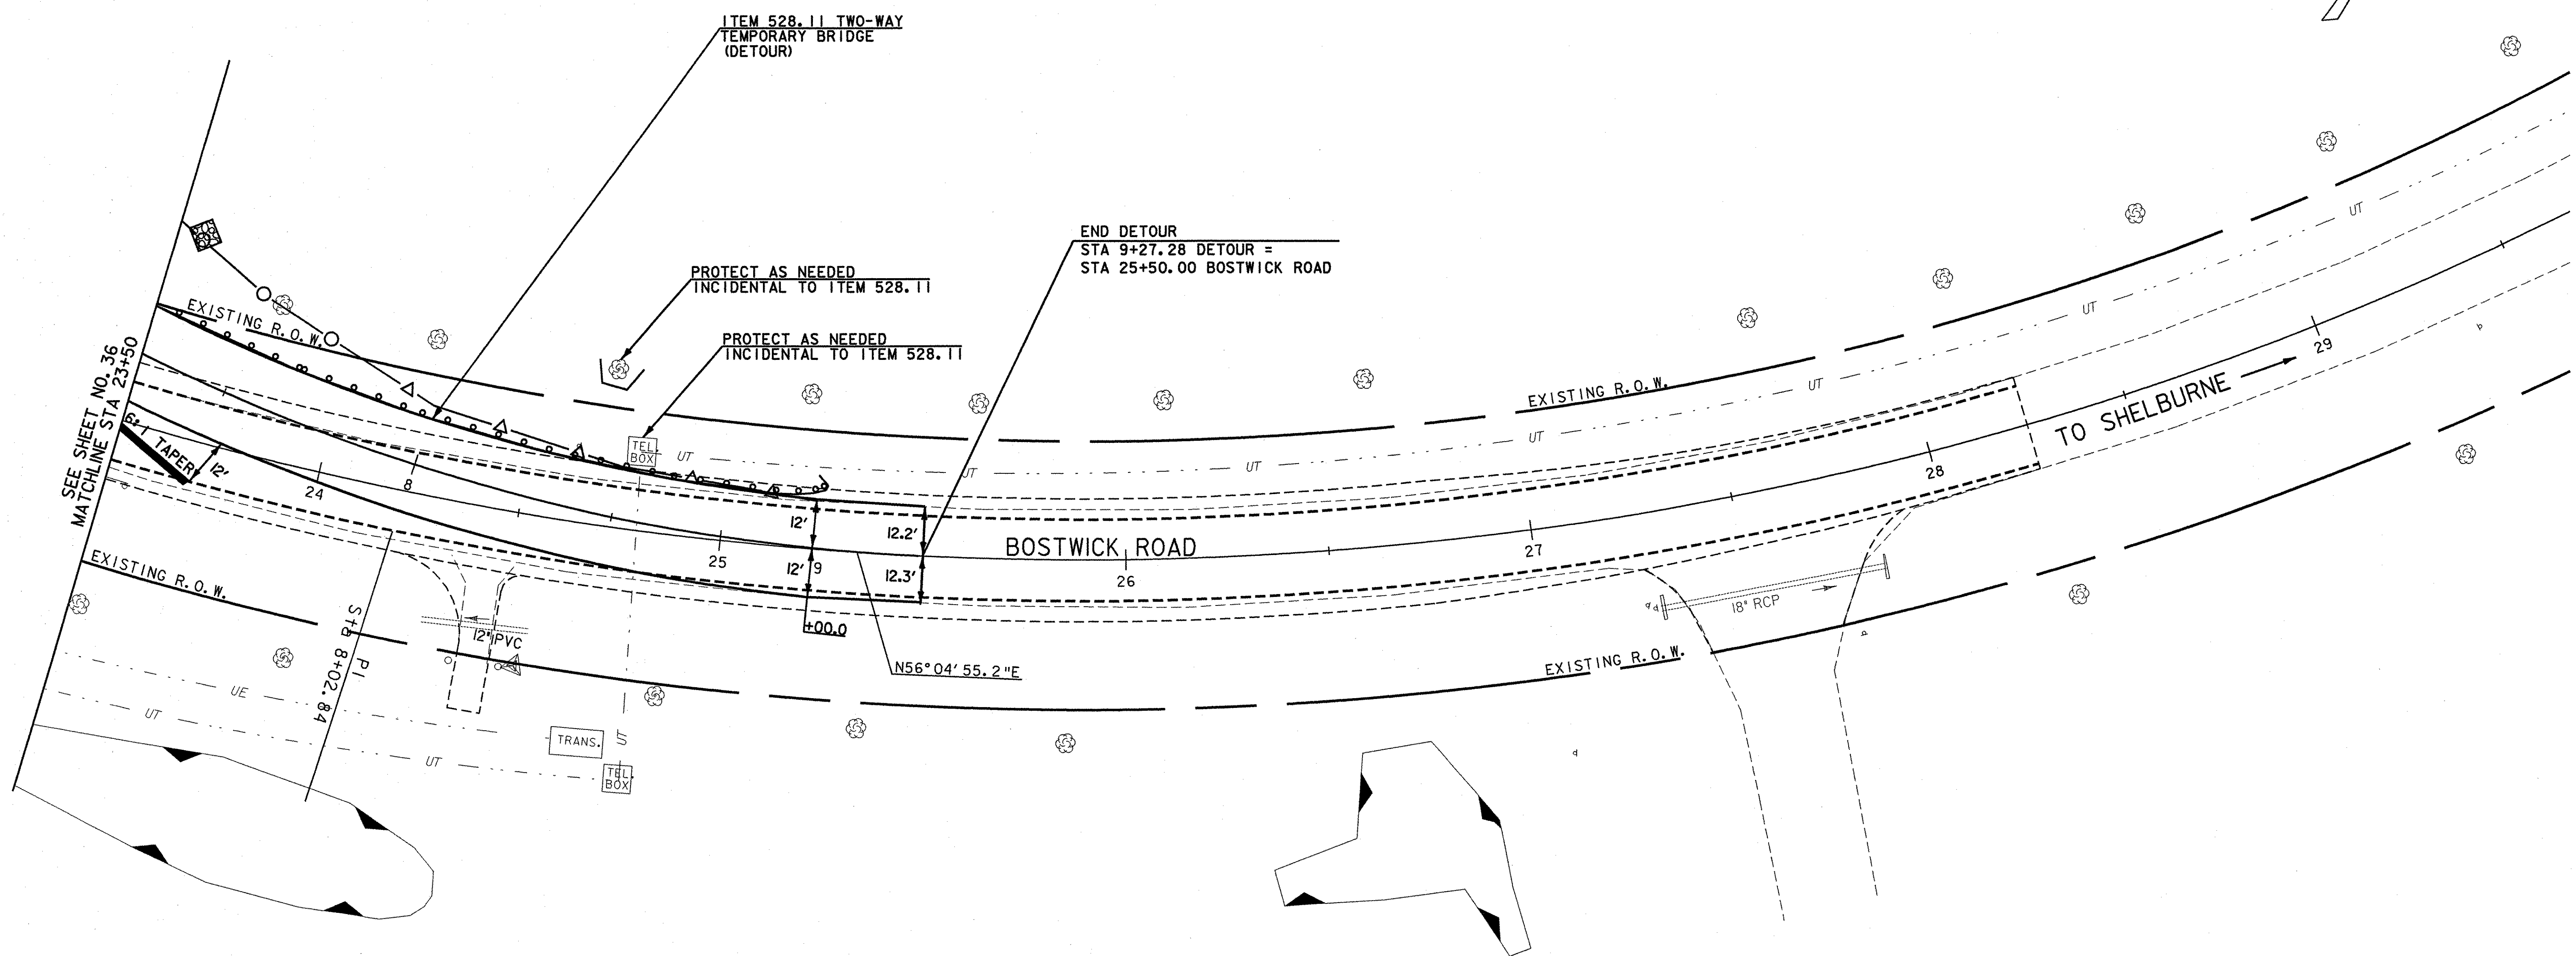 ITEM 528.11 TWO-WAY
TEMPORARY BRIDGE
(DETOUR)
END DETOUR
STA 9+27.28 DETOUR =
STA 25+50.00 BOSTWICK ROAD
PROTECT AS NEEDED
INCIDENTAL TO ITEM 528.11
PROTECT AS NEEDED
INCIDENTAL TO ITEM 528.11
EXISTING R.O.W.
SEE SHEET NO. 36
MATCHLINE STA 23+50
6:1 TAPER
12'
24
8
TEL.
BOX
UT
UT
UT
UT
UT
UT
UT
EXISTING R.O.W.
TO SHELBURNE
29
28
27
26
25
9
BOSTWICK ROAD
12'
12'
12.2'
12.3'
+00.0
N56°04'55.2"E
EXISTING R.O.W.
PI
Sta 8+02.84
12" PVC
18" RCP
EXISTING R.O.W.
UE
UT
UT
UT
TRANS.
TEL.
BOX